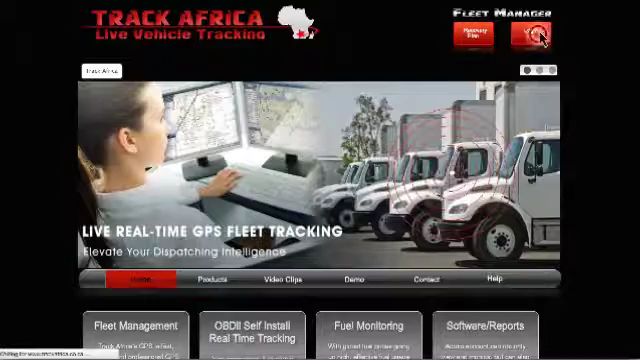 TRACK AFRICA
Live Vehicle Tracking
FLEET MANAGER
Recovery
Track Africa
LIVE REAL-TIME GPS FLEET TRACKING
Elevate Your Dispatching Intelligence
Home Products Video Clips Demo Contact Help
Fleet Management
OBDII Self Install
Real Time Tracking
Fuel Monitoring
Software/Reports